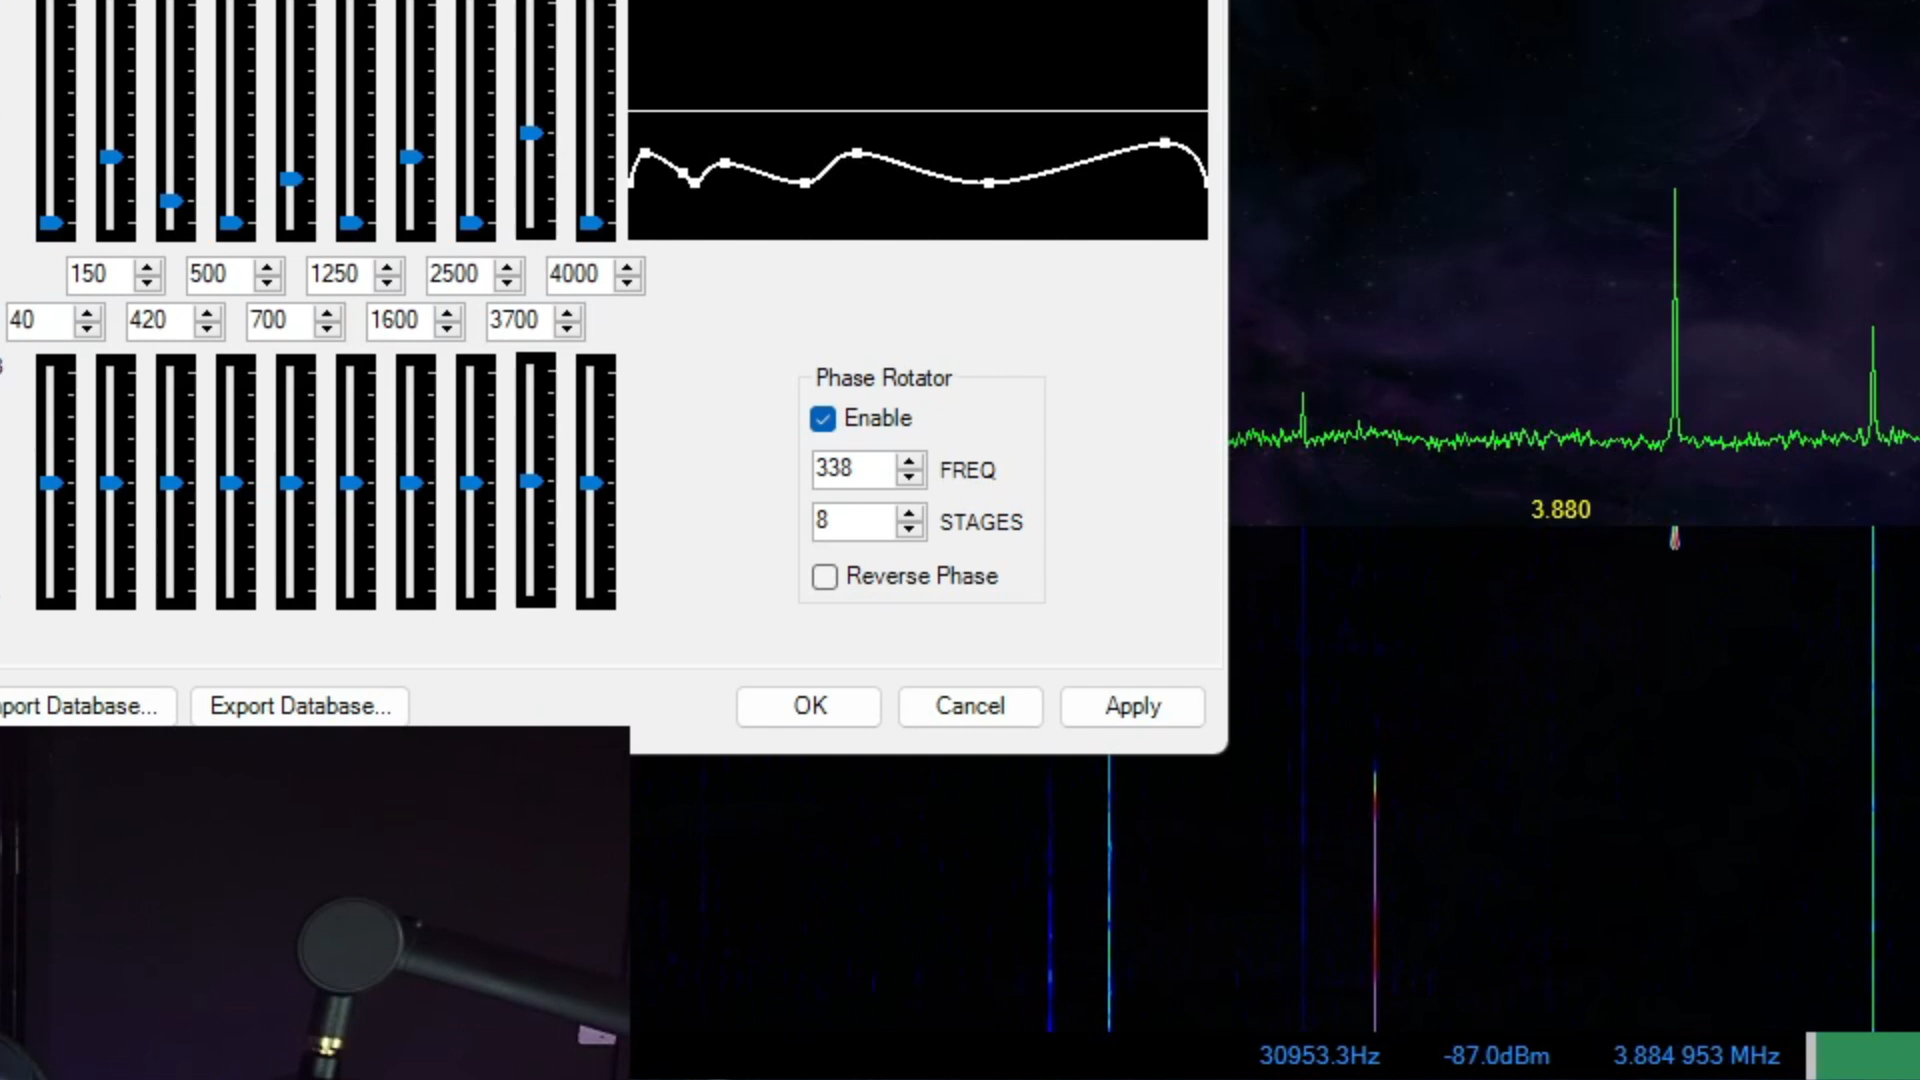 150 500 1250 2500 4000
40 420 700 1600 3700
Phase Rotator
Enable
338 FREQ
8 STAGES
Reverse Phase
port Database... Export Database... OK Cancel Apply
3.880
30953.3Hz -87.0dBm 3.884 953 MHz